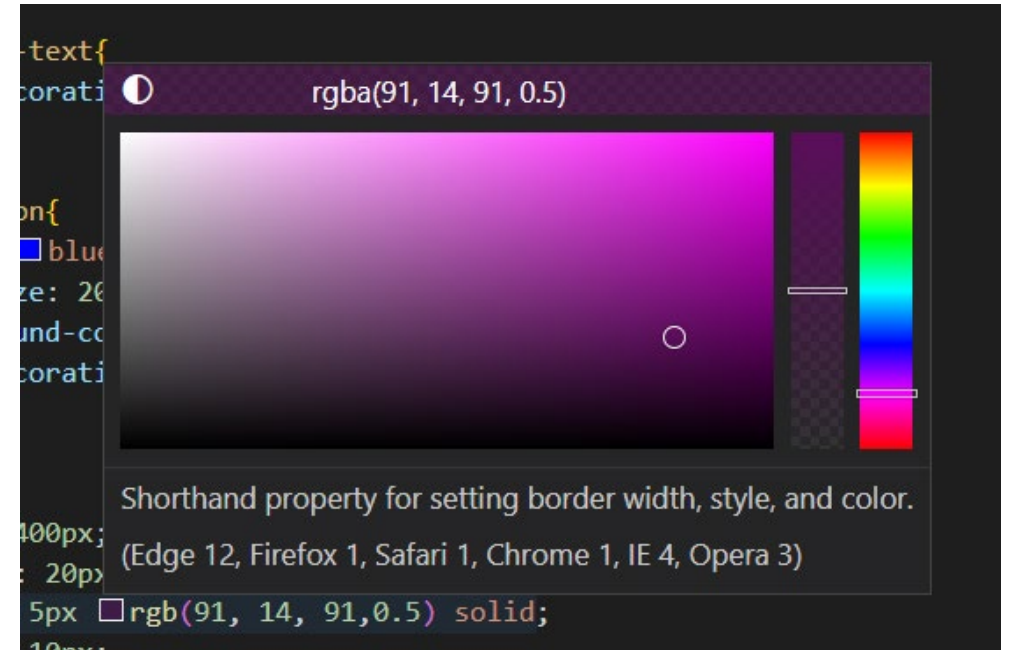 -text{
corati
rgba(91, 14, 91, 0.5)
on{
blue
ze: 20
und-co
corati
Shorthand property for setting border width, style, and color.
400px;
(Edge 12, Firefox 1, Safari 1, Chrome 1, IE 4, Opera 3)
: 20px
5px rgb(91, 14, 91,0.5) solid;
10px;